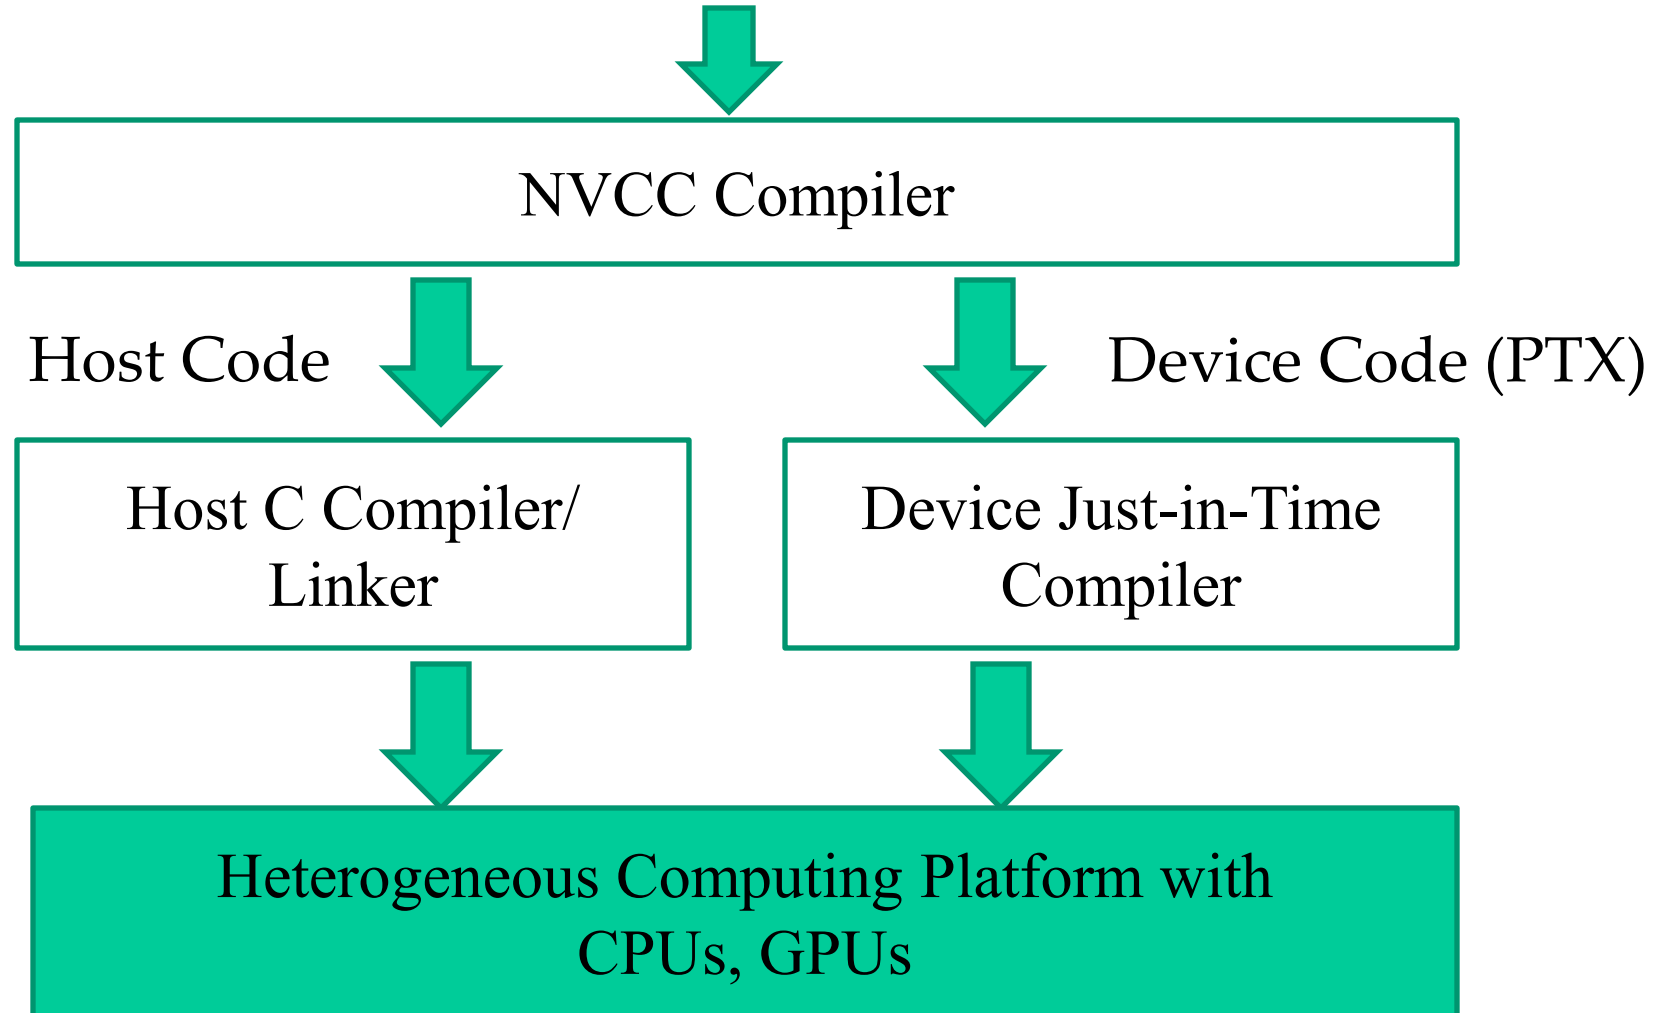 NVCC Compiler
Host Code
Device Code (PTX)
Host C Compiler/
Linker
Device Just-in-Time
Compiler
Heterogeneous Computing Platform with
CPUs, GPUs